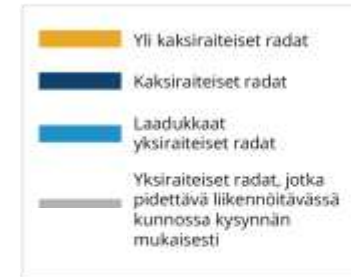 Yli kaksiraiteiset radat
Kaksiraiteiset radat
Laadukkaat
yksiraiteiset radat
Yksiraiteiset radat, jotka
pidettävä liikennöitävässä
kunnossa kysynnän
mukaisesti